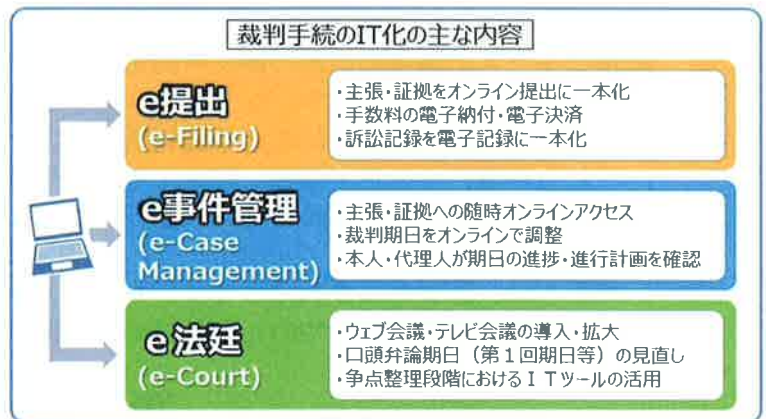 裁判手続のIT化の主な内容
e提出
(e-Filing)
・主張・証拠をオンライン提出に一本化
・手数料の電子納付・電子決済
・訴訟記録を電子記録に一本化
e事件管理
(e-Case
Management)
・主張・証拠への随時オンラインアクセス
・裁判期日をオンラインで調整
・本人・代理人が期日の進捗・進行計画を確認
e法廷
(e-Court)
・ウェブ会議・テレビ会議の導入・拡大
・口頭弁論期日（第１回期日等）の見直し
・争点整理段階におけるＩＴツールの活用